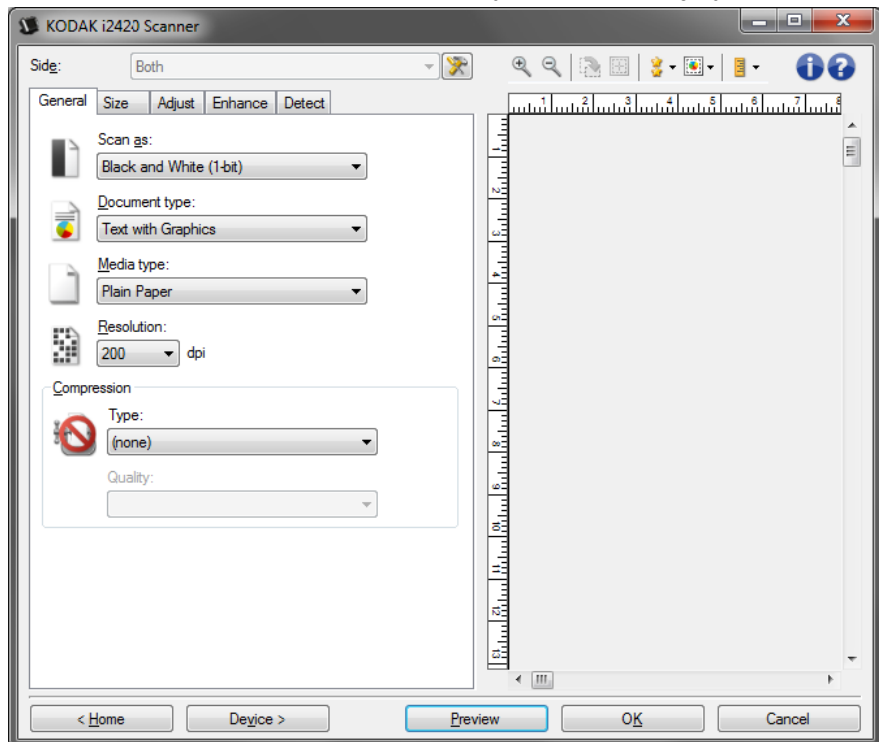 KODAK i2420 Scanner
Side: Both
General Size Adjust Enhance Detect
Scan as:
Black and White (1-bit)
Document type:
Text with Graphics
Media type:
Plain Paper
Resolution:
200 dpi
Compression
Type:
(none)
Quality:
1 2 3 4 5 6 7 8
1
2
3
4
5
6
7
8
9
10
11
12
13
< Home Device > Preview OK Cancel